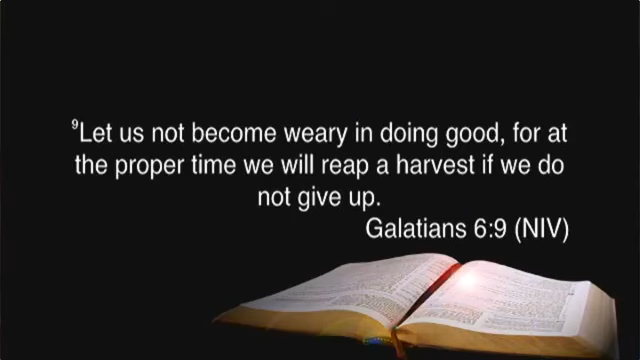 ⁹Let us not become weary in doing good, for at
the proper time we will reap a harvest if we do
not give up.
Galatians 6:9 (NIV)